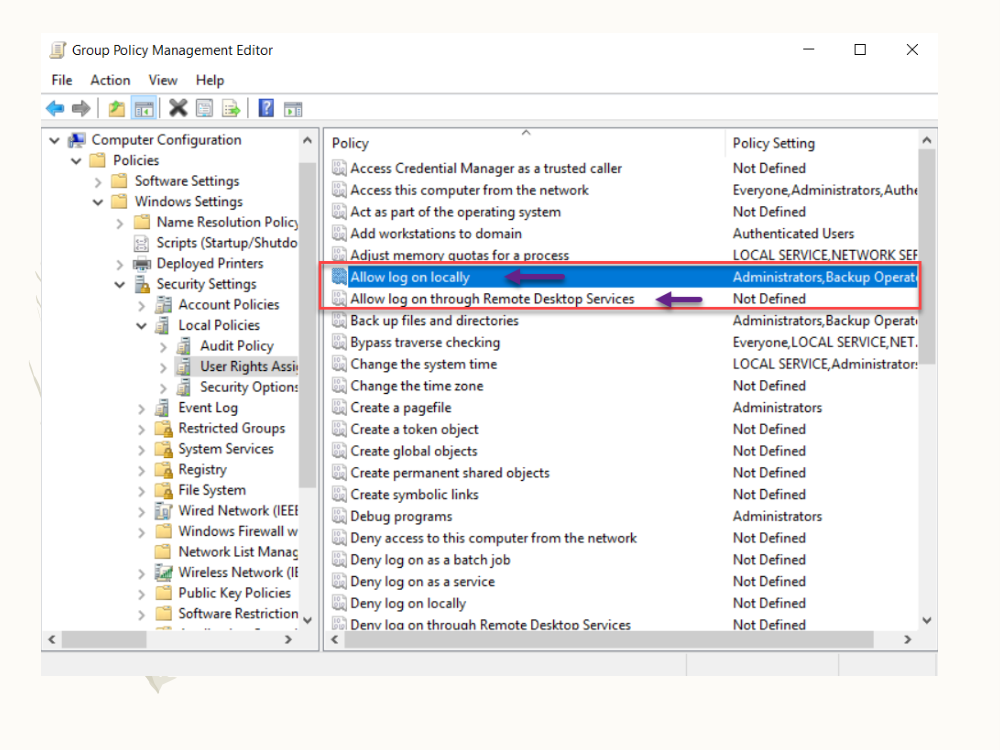 Group Policy Management Editor
File Action View Help
Computer Configuration
Policies
Software Settings
Windows Settings
Name Resolution Policy
Scripts (Startup/Shutdo
Deployed Printers
Security Settings
Account Policies
Local Policies
Audit Policy
User Rights Assi
Security Options
Event Log
Restricted Groups
System Services
Registry
File System
Wired Network (IEEE
Windows Firewall w
Network List Manag
Wireless Network (IE
Public Key Policies
Software Restriction
Policy Policy Setting
Access Credential Manager as a trusted caller Not Defined
Access this computer from the network Everyone,Administrators,Authe
Act as part of the operating system Not Defined
Add workstations to domain Authenticated Users
Adjust memory quotas for a process LOCAL SERVICE,NETWORK SER
Allow log on locally Administrators,Backup Operato
Allow log on through Remote Desktop Services Not Defined
Back up files and directories Administrators,Backup Operato
Bypass traverse checking Everyone,LOCAL SERVICE,NET.
Change the system time LOCAL SERVICE,Administrators
Change the time zone Not Defined
Create a pagefile Administrators
Create a token object Not Defined
Create global objects Not Defined
Create permanent shared objects Not Defined
Create symbolic links Not Defined
Debug programs Administrators
Deny access to this computer from the network Not Defined
Deny log on as a batch job Not Defined
Deny log on as a service Not Defined
Deny log on locally Not Defined
Deny log on through Remote Desktop Services Not Defined